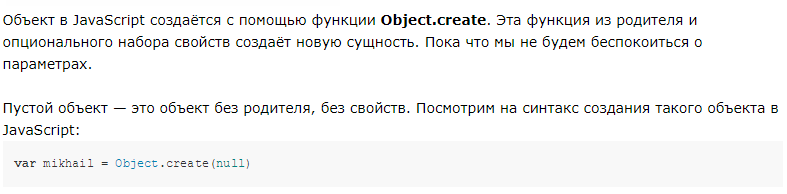 Объект в JavaScript создаётся с помощью функции Object.create. Эта функция из родителя и
опционального набора свойств создаёт новую сущность. Пока что мы не будем беспокоиться о
параметрах.
Пустой объект — это объект без родителя, без свойств. Посмотрим на синтаксис создания такого объекта в
JavaScript:
var mikhail = Object.create(null)